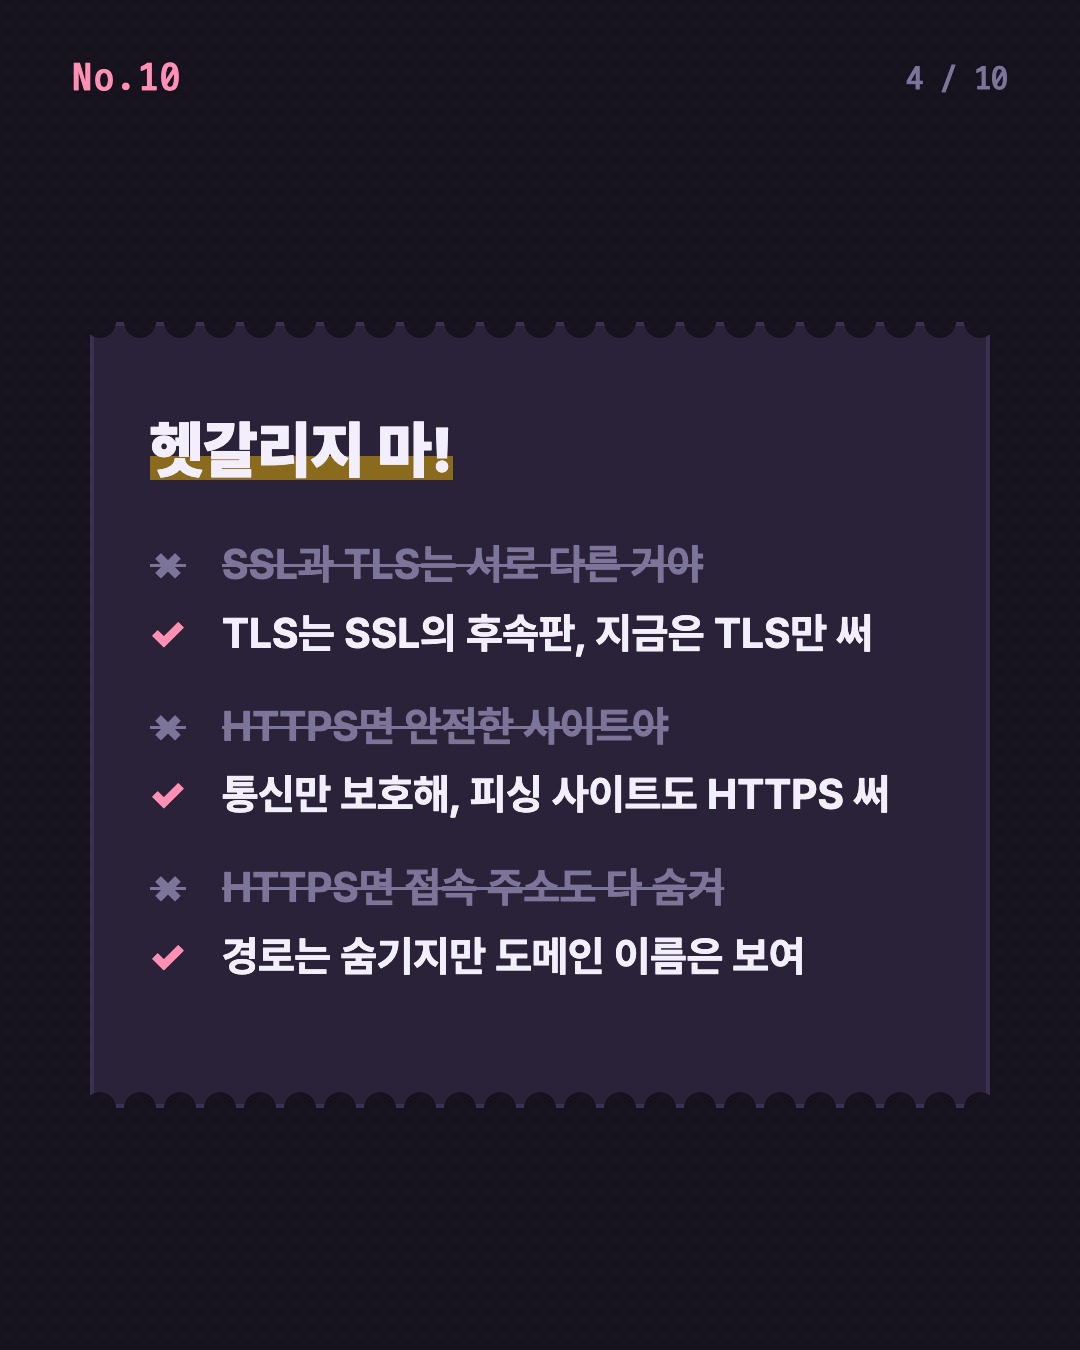 No.10
4 / 10
헷갈리지 마!
✖ SSL과 TLS는 서로 다른 거야
✔ TLS는 SSL의 후속판, 지금은 TLS만 써
✖ HTTPS면 안전한 사이트야
✔ 통신만 보호해, 피싱 사이트도 HTTPS 써
✖ HTTPS면 접속 주소도 다 숨겨
✔ 경로는 숨기지만 도메인 이름은 보여